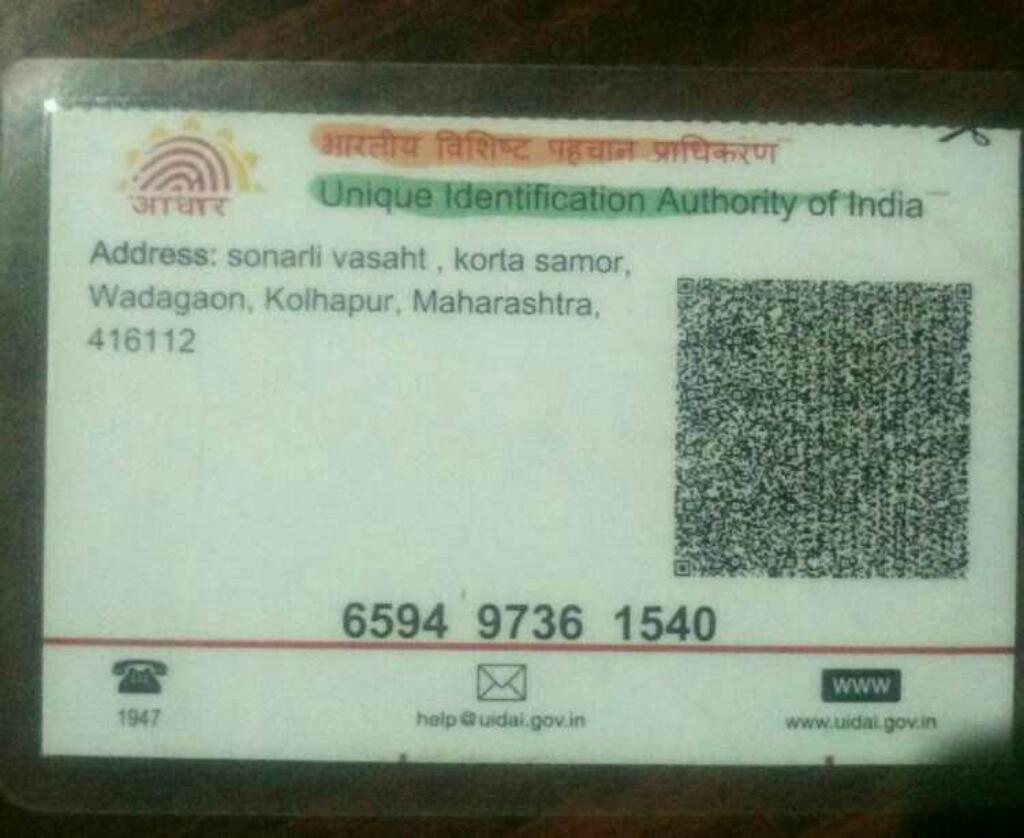 आधार
भारतीय विशिष्ट पहचान प्राधिकरण
Unique Identification Authority of India
Address: sonarli vasaht , korta samor,
Wadagaon, Kolhapur, Maharashtra,
416112
6594 9736 1540
1947
help@uidai.gov.in
www
www.uidai.gov.in